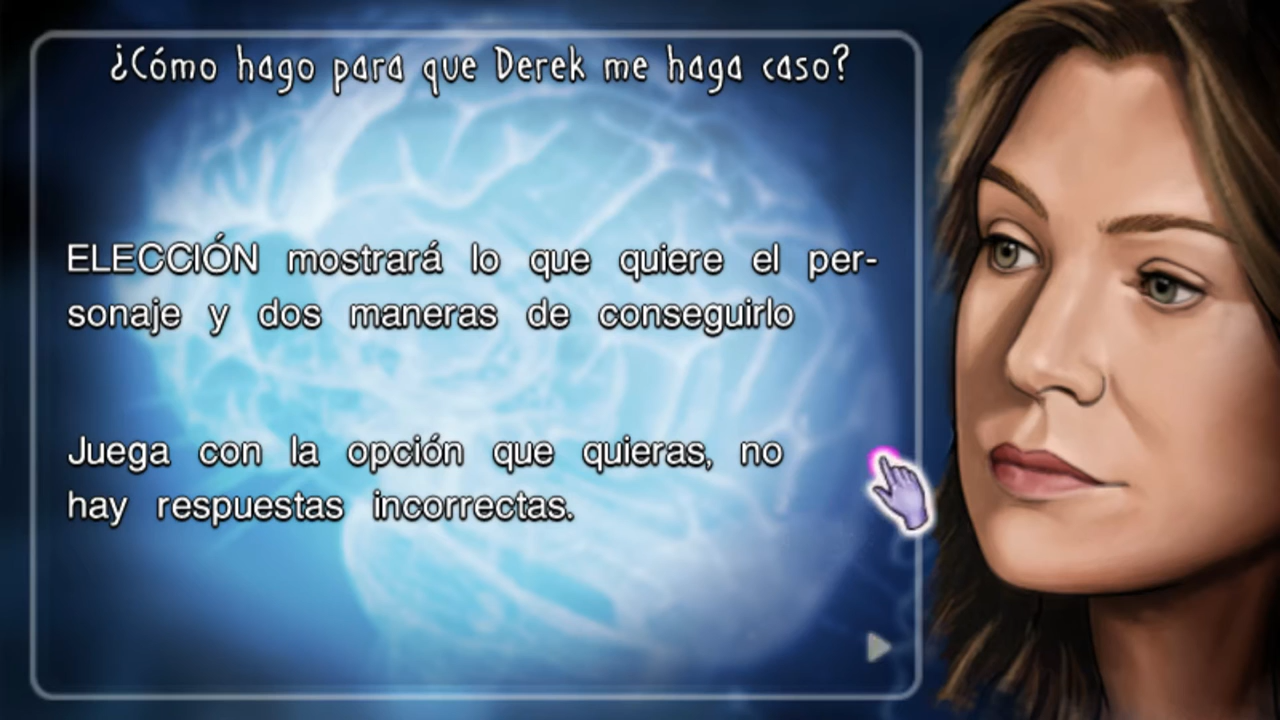 ¿Cómo hago para que Derek me haga caso?
ELECCIÓN mostrará lo que quiere el per-
sonaje y dos maneras de conseguirlo
Juega con la opción que quieras, no
hay respuestas incorrectas.